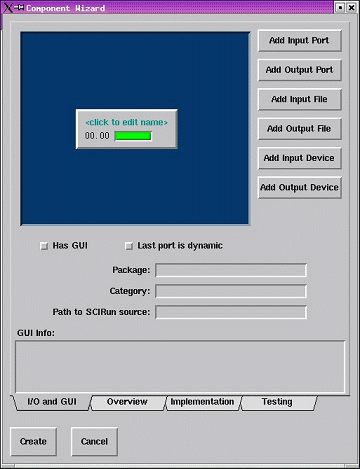 Component Wizard
Add Input Port
Add Output Port
Add Input File
Add Output File
Add Input Device
Add Output Device
<click to edit name>
00.00
Has GUI
Last port is dynamic
Package:
Category:
Path to SCIRun source:
GUI Info:
I/O and GUI
Overview
Implementation
Testing
Create
Cancel